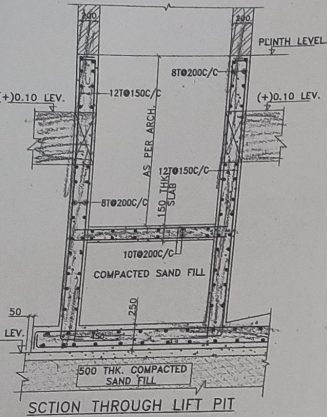 200
200
PLINTH LEVEL
8T@200C/C
(+)0.10 LEV.
12T@150C/C
(+)0.10 LEV.
AS PER ARCH.
12T@150C/C
150 THK.
SLAB
8T@200C/C
10T@200C/C
COMPACTED SAND FILL
50
250
LEV.
500 THK. COMPACTED
SAND FILL
SCTION THROUGH LIFT PIT